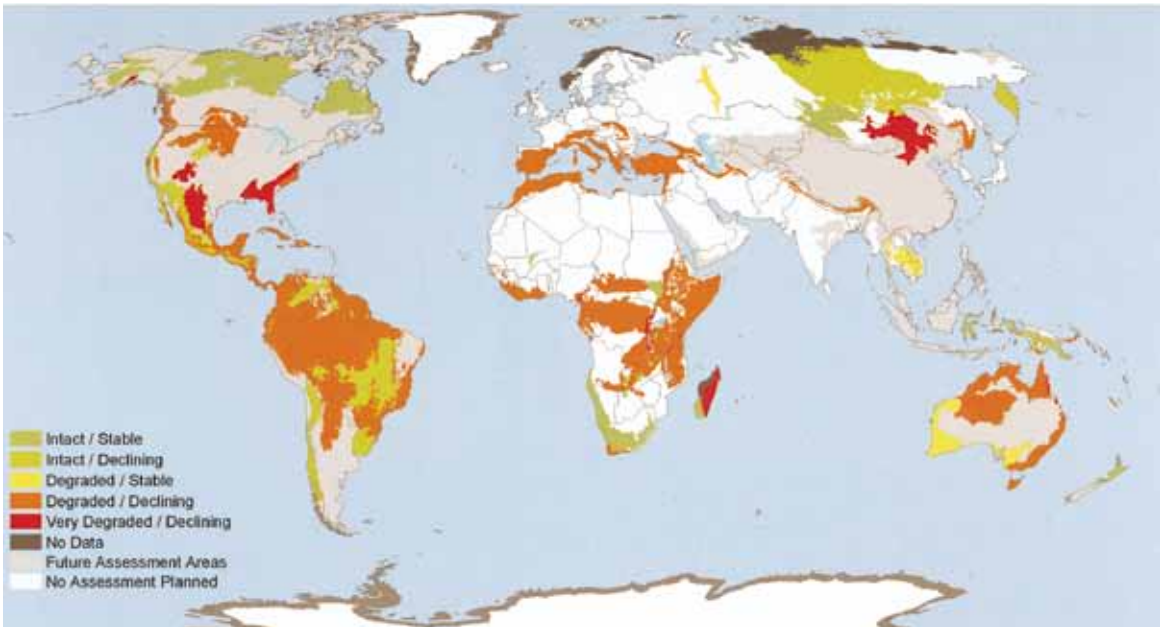 Intact / Stable
Intact / Declining
Degraded / Stable
Degraded / Declining
Very Degraded / Declining
No Data
Future Assessment Areas
No Assessment Planned